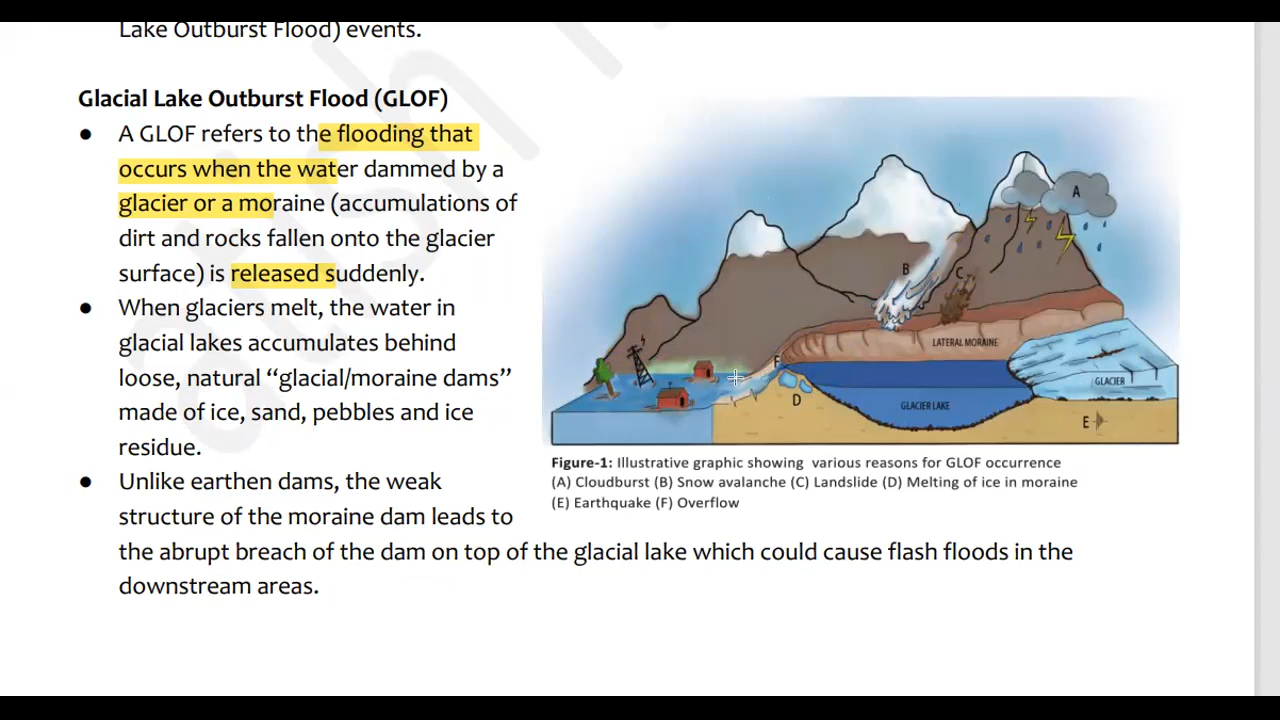 Lake Outburst Flood) events.
Glacial Lake Outburst Flood (GLOF)
● A GLOF refers to the flooding that
occurs when the water dammed by a
glacier or a moraine (accumulations of
dirt and rocks fallen onto the glacier
surface) is released suddenly.
● When glaciers melt, the water in
glacial lakes accumulates behind
loose, natural “glacial/moraine dams”
made of ice, sand, pebbles and ice
residue.
● Unlike earthen dams, the weak
structure of the moraine dam leads to
the abrupt breach of the dam on top of the glacial lake which could cause flash floods in the
downstream areas.
A
B
C
LATERAL MORAINE
F
GLACIER
D
GLACIER LAKE
E
Figure-1: Illustrative graphic showing various reasons for GLOF occurrence
(A) Cloudburst (B) Snow avalanche (C) Landslide (D) Melting of ice in moraine
(E) Earthquake (F) Overflow